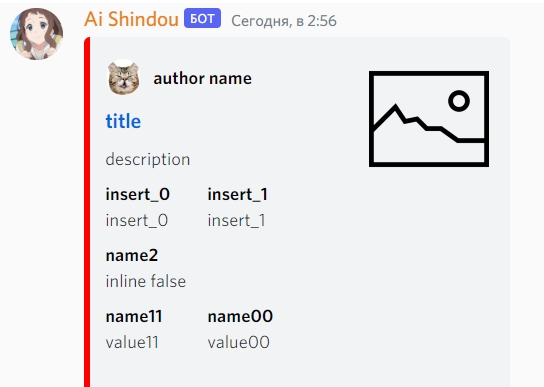 Ai Shindou БОТ Сегодня, в 2:56
author name
title
description
insert_0 insert_1
insert_0 insert_1
name2
inline false
name11 name00
value11 value00